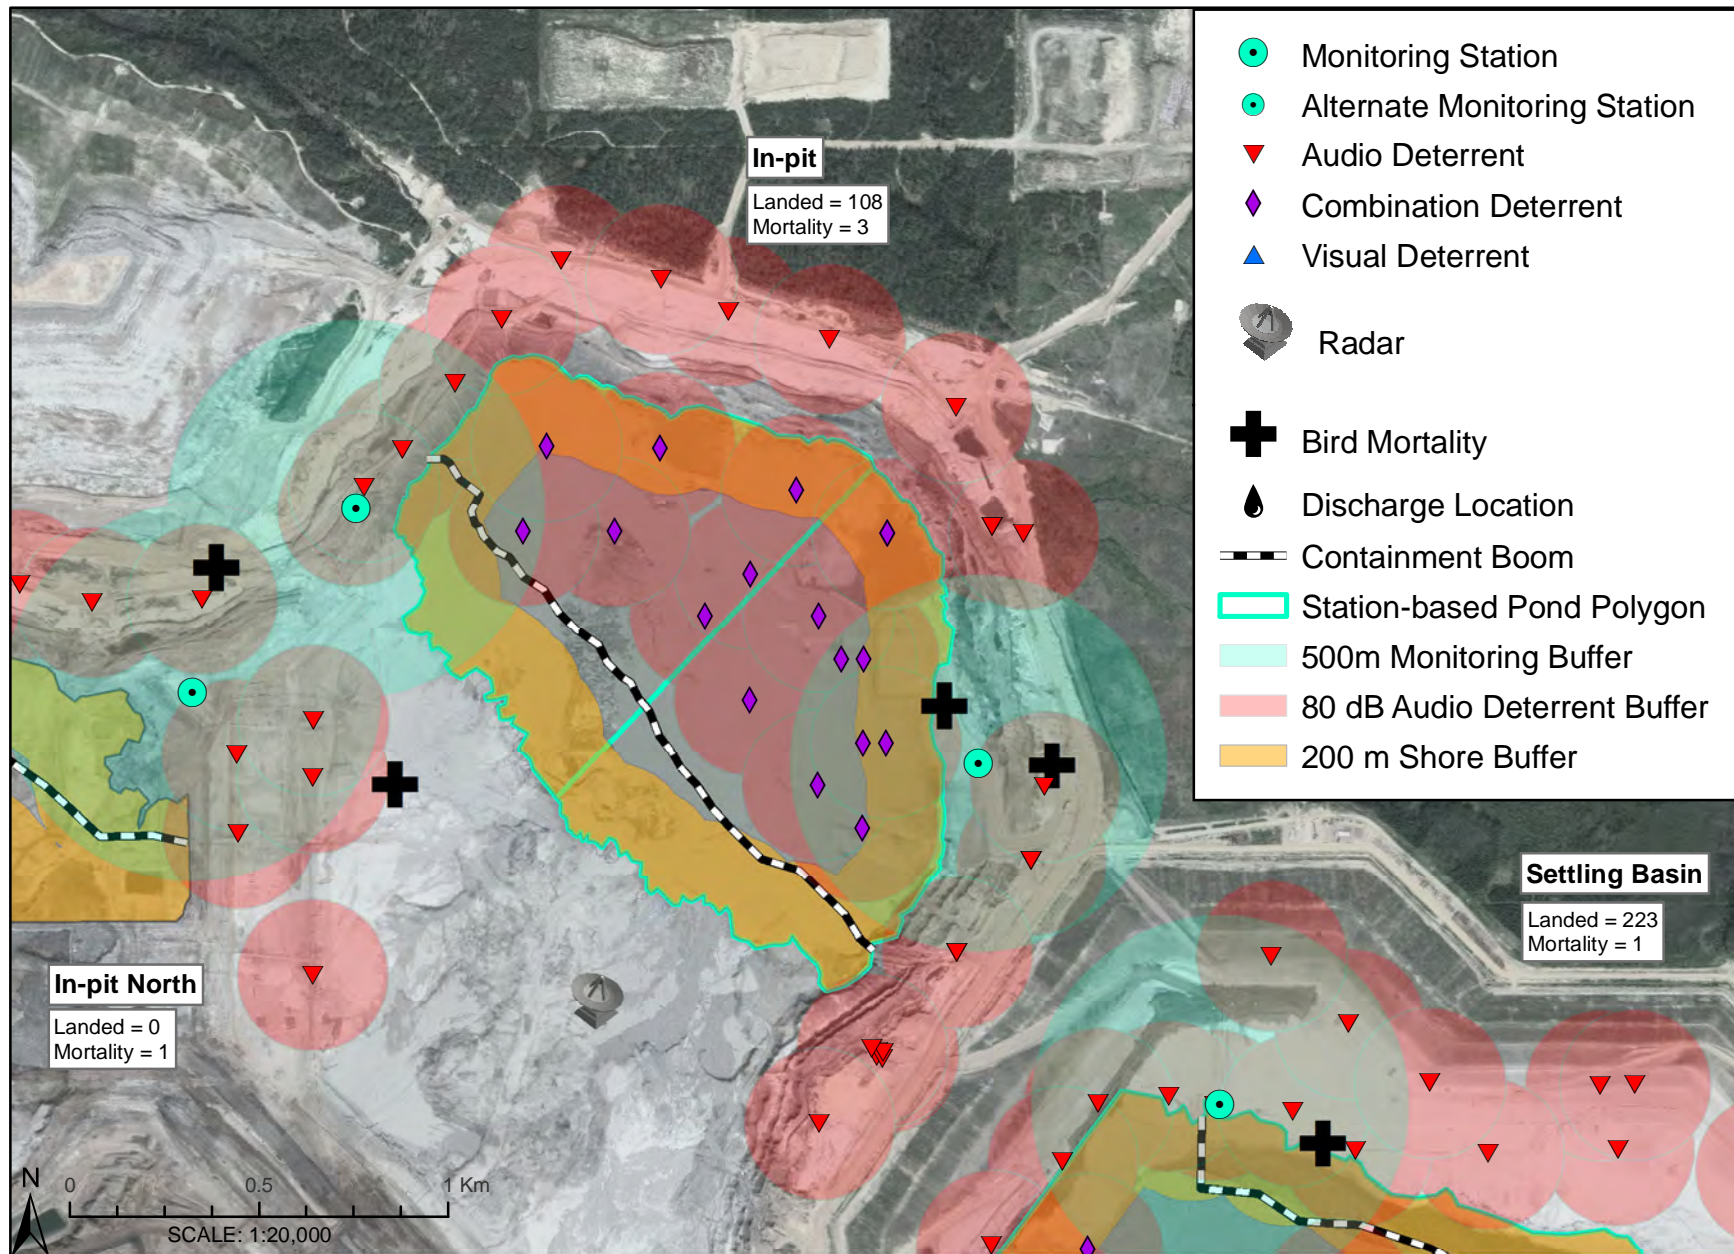 Monitoring Station
Alternate Monitoring Station
Audio Deterrent
Combination Deterrent
Visual Deterrent
Radar
Bird Mortality
Discharge Location
Containment Boom
Station-based Pond Polygon
500m Monitoring Buffer
80 dB Audio Deterrent Buffer
200 m Shore Buffer
In-pit
Landed = 108
Mortality = 3
Settling Basin
Landed = 223
Mortality = 1
In-pit North
Landed = 0
Mortality = 1
N
0 0.5 1 Km
SCALE: 1:20,000